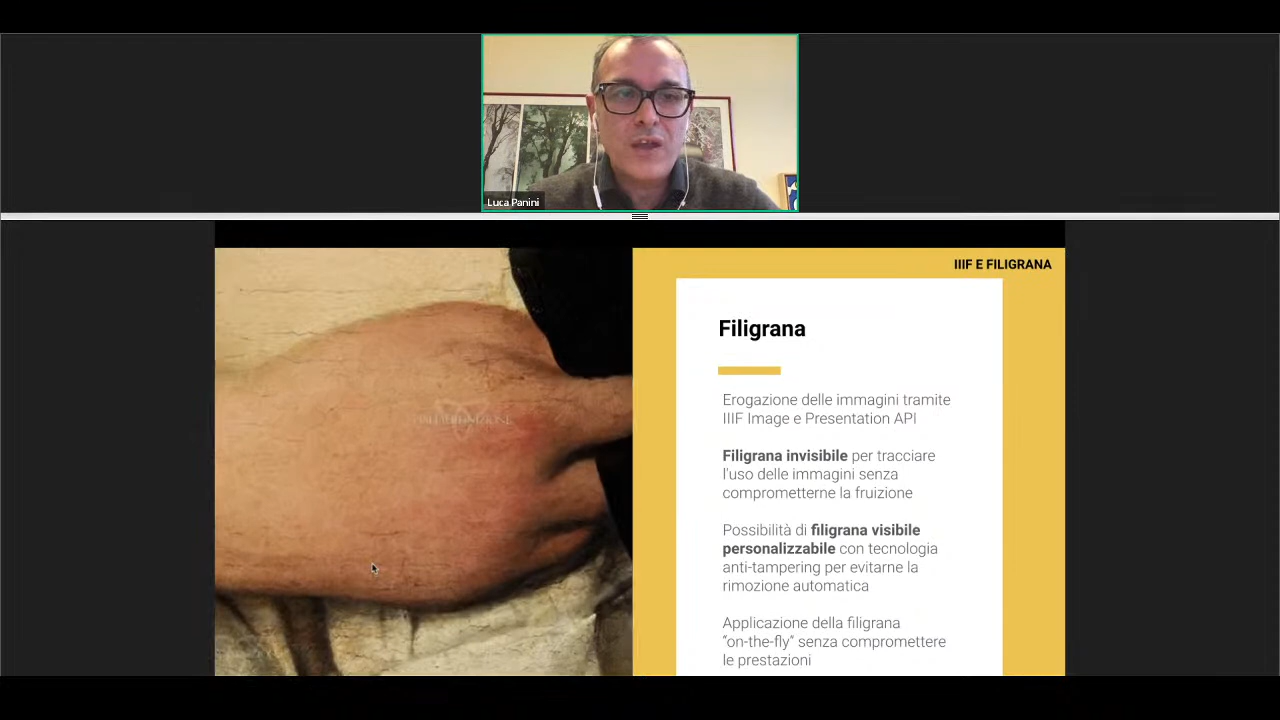 Luca Panini
IIIF E FILIGRANA
Filigrana
Erogazione delle immagini tramite
IIIF Image e Presentation API
Filigrana invisibile per tracciare
l'uso delle immagini senza
comprometterne la fruizione
Possibilità di filigrana visibile
personalizzabile con tecnologia
anti-tampering per evitarne la
rimozione automatica
Applicazione della filigrana
“on-the-fly” senza compromettere
le prestazioni